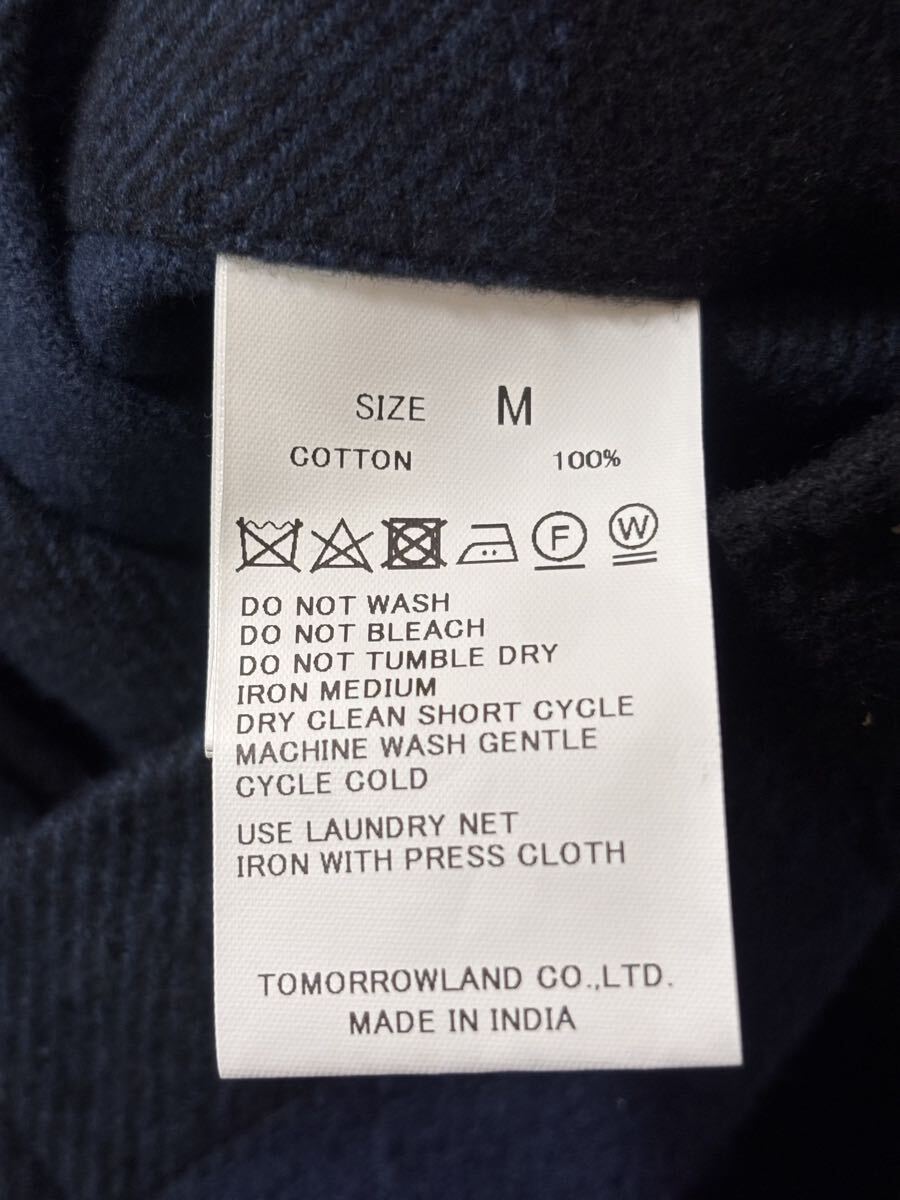 SIZE M
COTTON 100%
F W
DO NOT WASH
DO NOT BLEACH
DO NOT TUMBLE DRY
IRON MEDIUM
DRY CLEAN SHORT CYCLE
MACHINE WASH GENTLE
CYCLE COLD
USE LAUNDRY NET
IRON WITH PRESS CLOTH
TOMORROWLAND CO.,LTD.
MADE IN INDIA